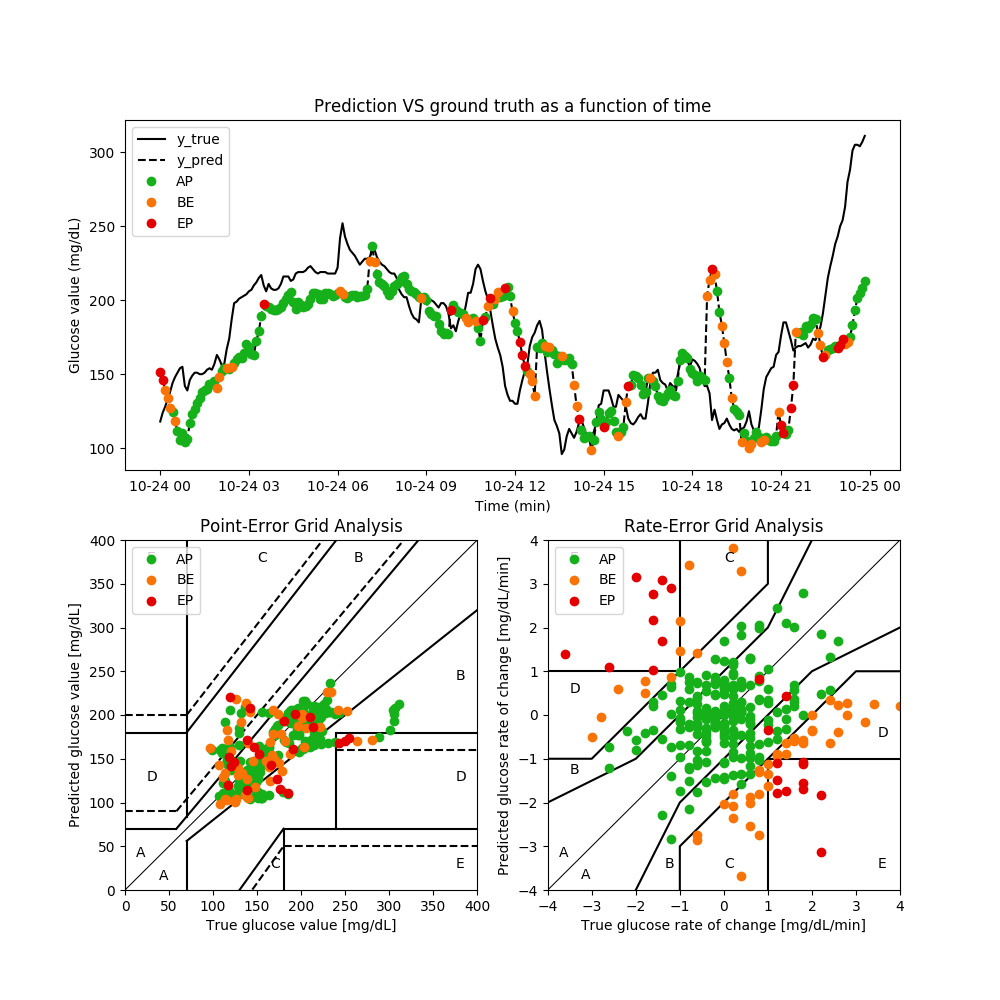 Prediction VS ground truth as a function of time
Glucose value (mg/dL)
300
250
200
150
100
y_true
y_pred
AP
BE
EP
10-24 00 10-24 03 10-24 06 10-24 09 10-24 12 10-24 15 10-24 18 10-24 21 10-25 00
Time (min)
Point-Error Grid Analysis
Predicted glucose value [mg/dL]
400
350
300
250
200
150
100
50
0
AP
BE
EP
C B
B
D D
A
A C E
0 50 100 150 200 250 300 350 400
True glucose value [mg/dL]
Rate-Error Grid Analysis
Predicted glucose rate of change [mg/dL/min]
4
3
2
1
0
−1
−2
−3
−4
AP
BE
EP
C
D
D
B
A
A B C E
−4 −3 −2 −1 0 1 2 3 4
True glucose rate of change [mg/dL/min]